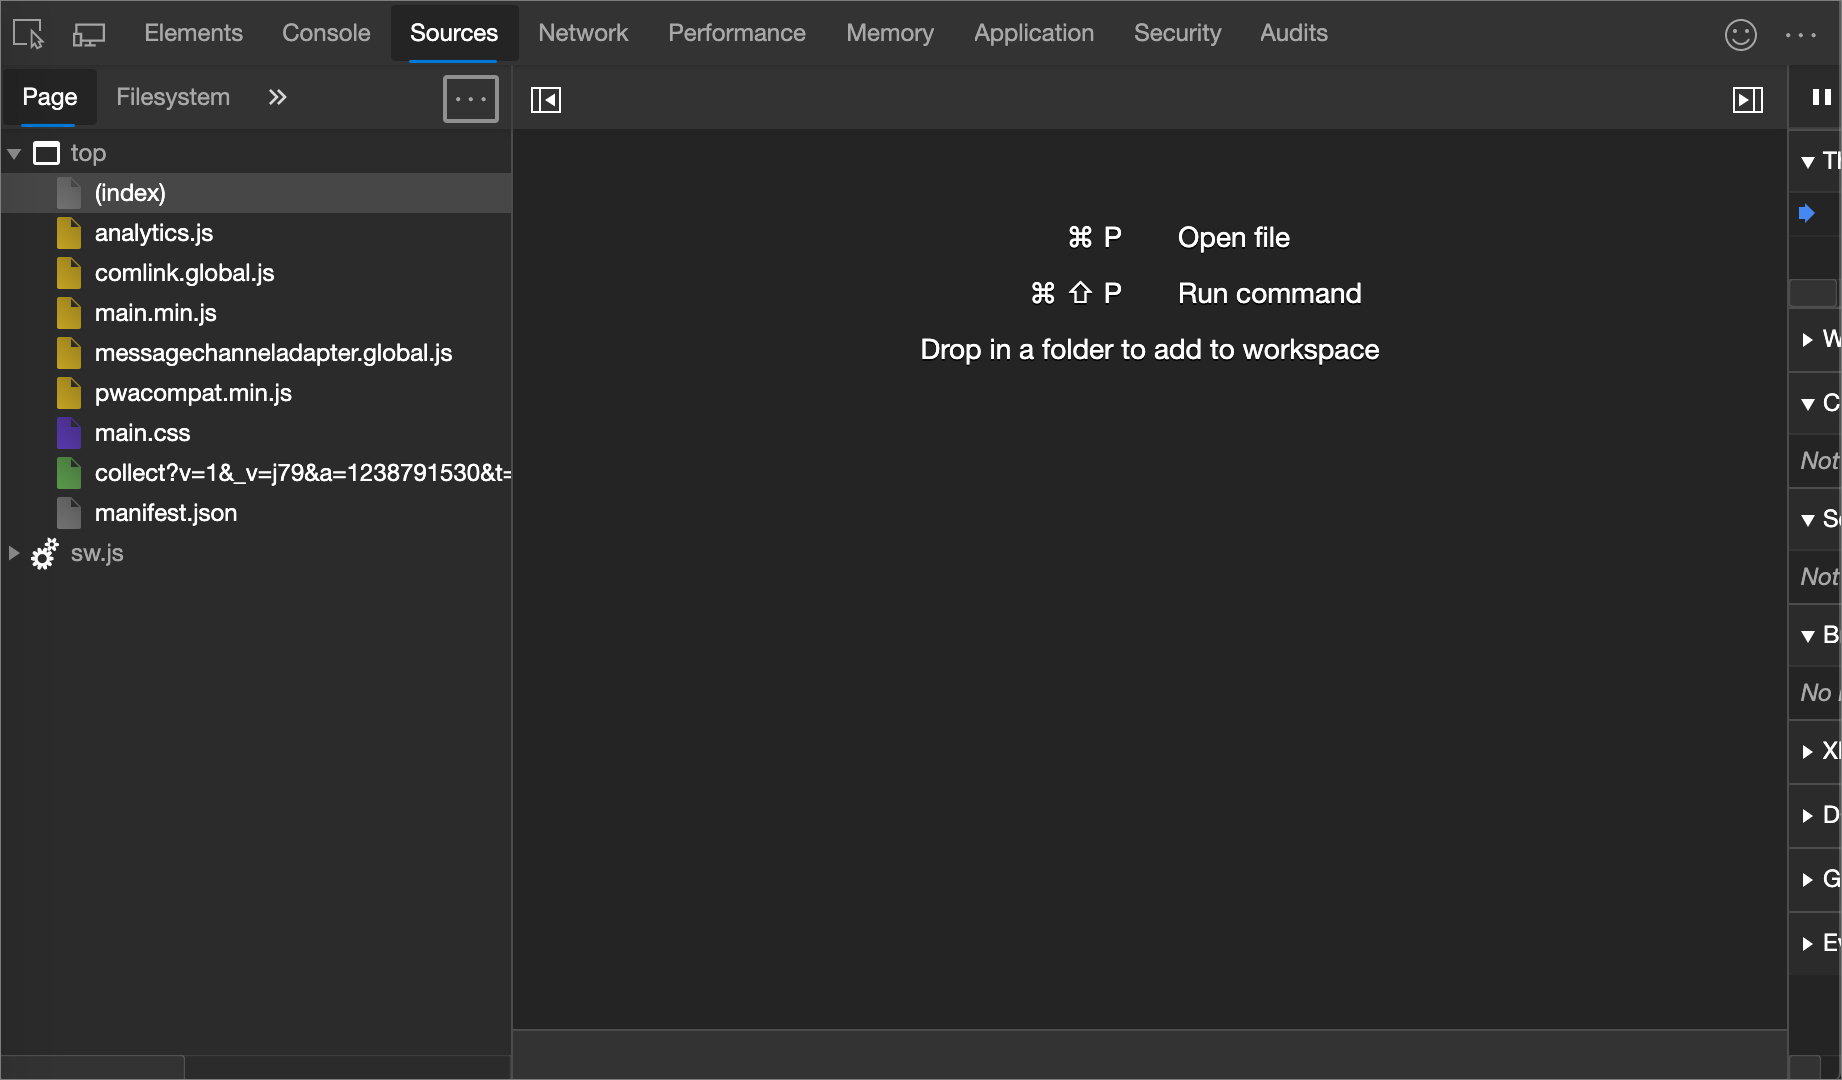 Elements Console Sources Network Performance Memory Application Security Audits
Page Filesystem
top
(index)
analytics.js
comlink.global.js
main.min.js
messagechanneladapter.global.js
pwacompat.min.js
main.css
collect?v=1&_v=j79&a=1238791530&t=
manifest.json
sw.js
⌘ P Open file
⌘ ⇧ P Run command
Drop in a folder to add to workspace
W
C
Not
Not
B
No
D
G